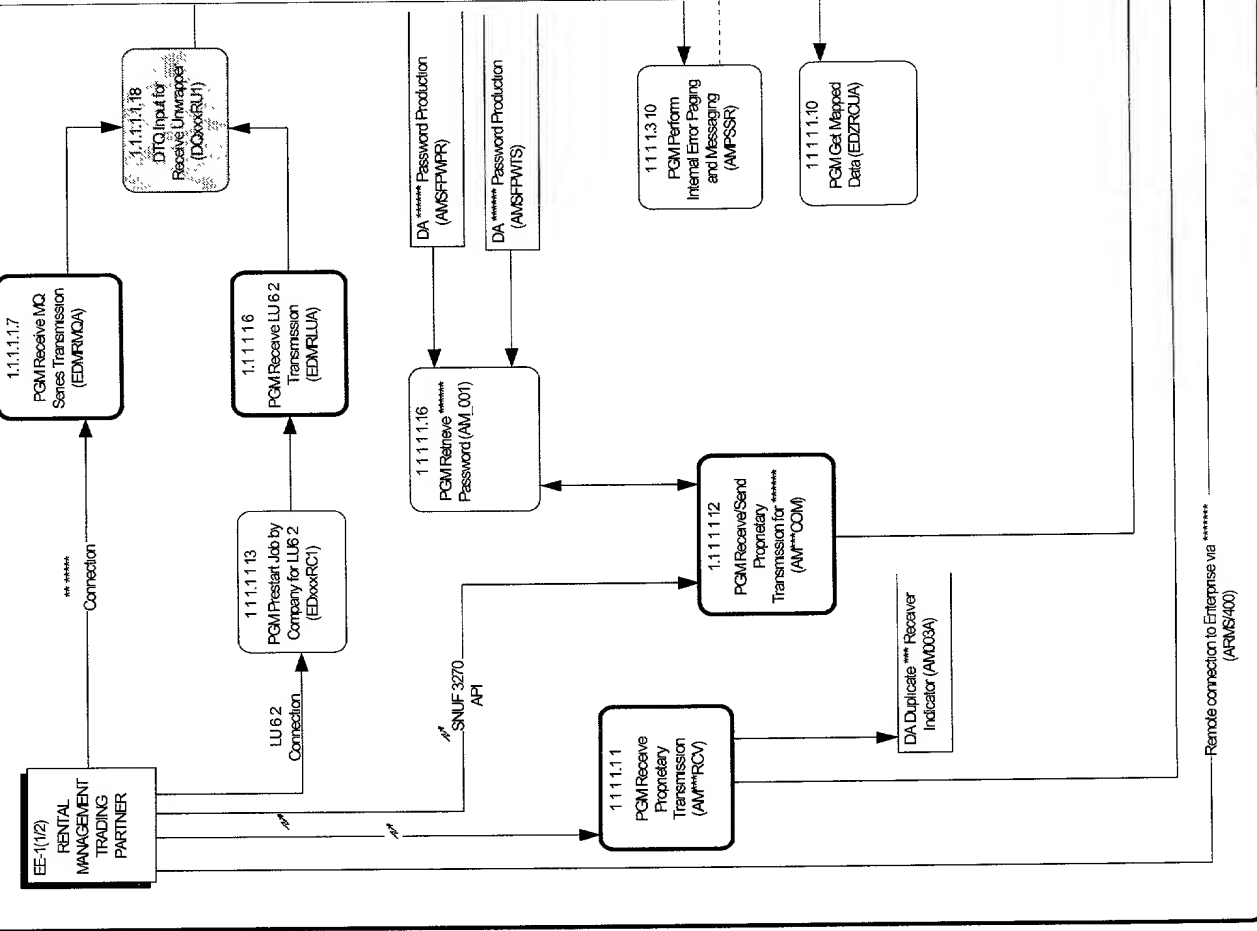 1.1.1.1.1.18
DTQ Input for
Receive Unwrapper
(DQxxxRU1)
1.1.1.1.1.7
PGM Receive MQ
Series Transmission
(EDMRMQA)
1.1 1 1 1 6
PGM Receive LU 6 2
Transmission
(EDMRLUA)
** *****
Connection
1 1 1.1 1 13
PGM Prestart Job by
Company for LU6 2
(EDxxxRC1)
LU 6 2
Connection
DA ****** Password Production
(AMSFPWPR)
DA ****** Password Production
(AMSFPWTS)
1 1 1 1 1.16
PGM Retrieve ******
Password (AM_001)
1 1 1 1.3 10
PGM Perform
Internal Error Paging
and Messaging
(AMPSSR)
1 1 1 1 1.10
PGM Get Mapped
Data (EDZRCUA)
1.1 1 1 1 12
PGM Receive/Send
Proprietary
Transmission for ******
(AM***COM)
SNUF 3270
API
1 1 1 1.1 1
PGM Receive
Proprietary
Transmission
(AM***RCV)
DA Duplicate *** Receiver
Indicator (AM003A)
EE-1(1/2)
RENTAL
MANAGEMENT
TRADING
PARTNER
Remote connection to Enterprise via *******
(ARMS/400)